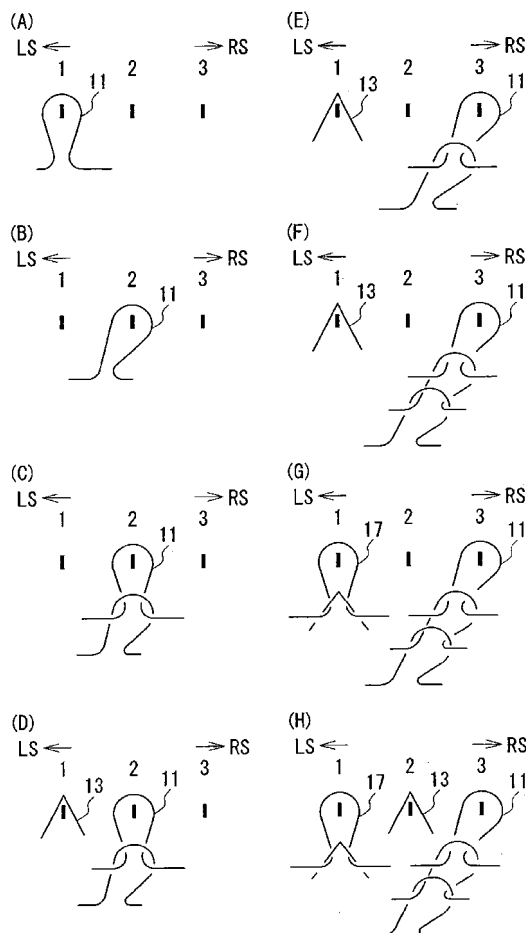 (A)
LS RS
1 2 3
11
(B)
LS RS
1 2 3
11
(C)
LS RS
1 2 3
11
(D)
LS RS
1 2 3
13 11
(E)
LS RS
1 2 3
13 11
(F)
LS RS
1 2 3
13 11
(G)
LS RS
1 2 3
17 11
(H)
LS RS
1 2 3
17 13 11